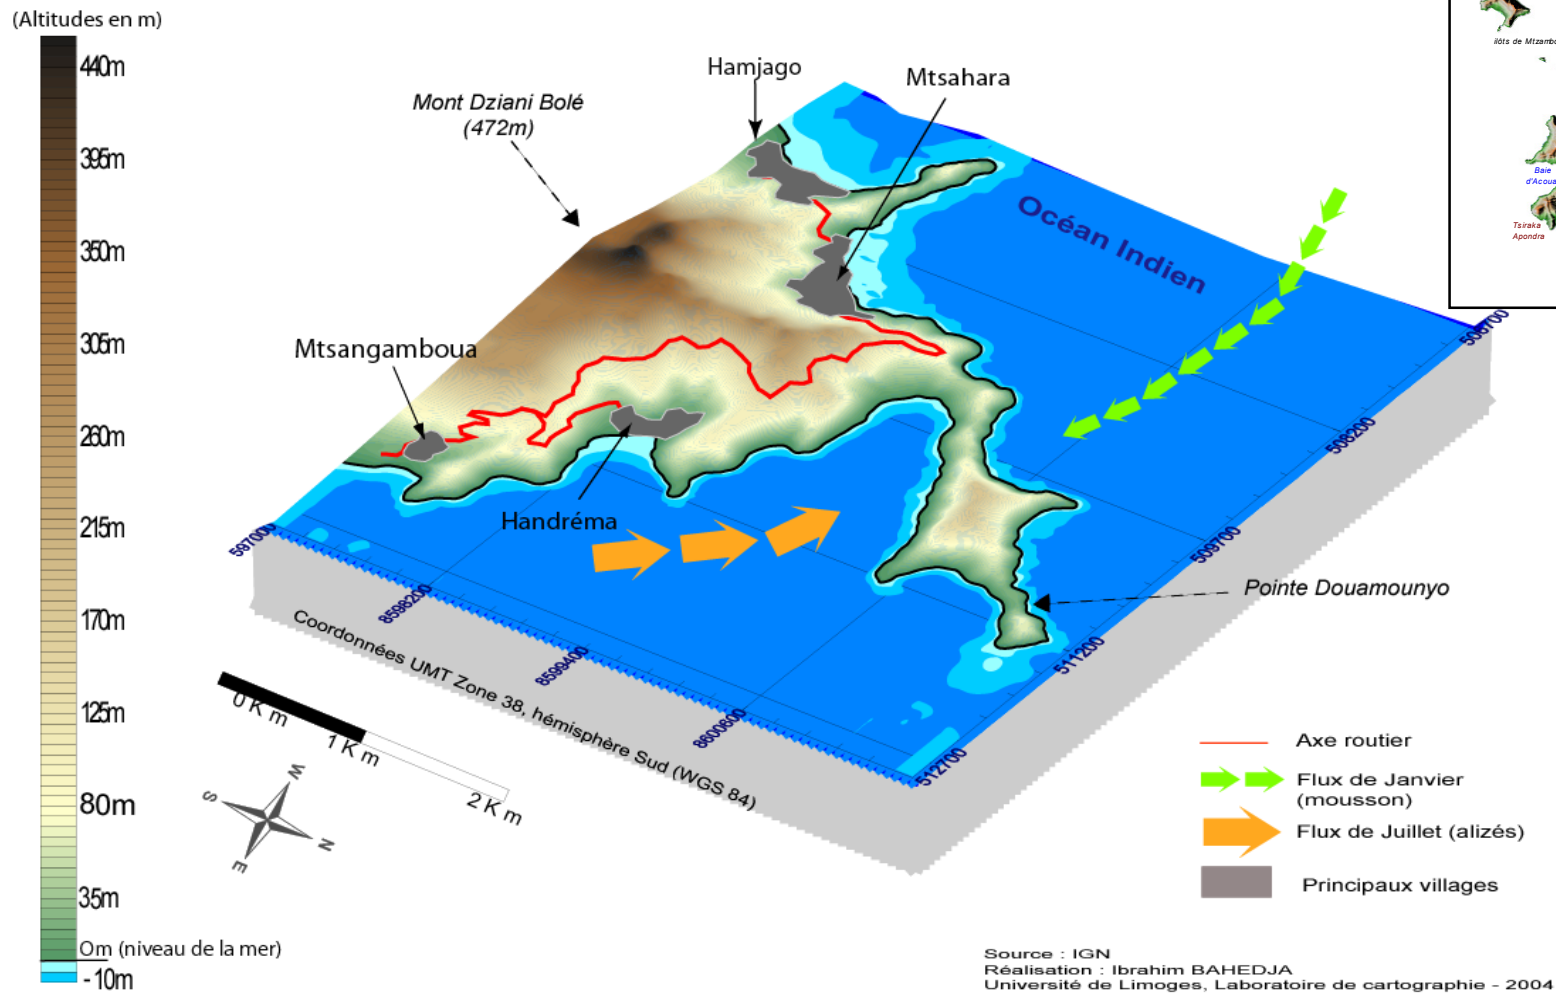 (Altitudes en m)
440m
395m
350m
305m
260m
215m
170m
125m
80m
35m
0m (niveau de la mer)
-10m
Mont Dziani Bolé
(472m)
Hamjago
Mtsahara
Océan Indien
Mtsangamboua
Handréma
Pointe Douamounyo
597000
8598200
8599400
8600600
512700
511200
509700
508200
506700
Coordonnées UMT Zone 38, hémisphère Sud (WGS 84)
0 K m
1 K m
2 K m
W
S
N
E
îlôts de
Baie
Tsiraka
Apondra
Axe routier
Flux de Janvier
(mousson)
Flux de Juillet (alizés)
Principaux villages
Source : IGN
Réalisation : Ibrahim BAHEDJA
Université de Limoges, Laboratoire de cartographie - 2004